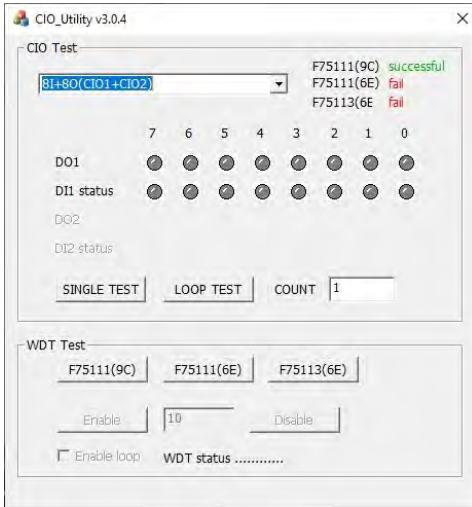 CIO_Utility v3.0.4
CIO Test
8I+8O(CIO1+CIO2)
F75111(9C) successful
F75111(6E) fail
F75113(6E fail
7 6 5 4 3 2 1 0
DO1
DI1 status
DO2
DI2 status
SINGLE TEST LOOP TEST COUNT 1
WDT Test
F75111(9C) F75111(6E) F75113(6E)
Enable 10 Disable
Enable loop WDT status ............